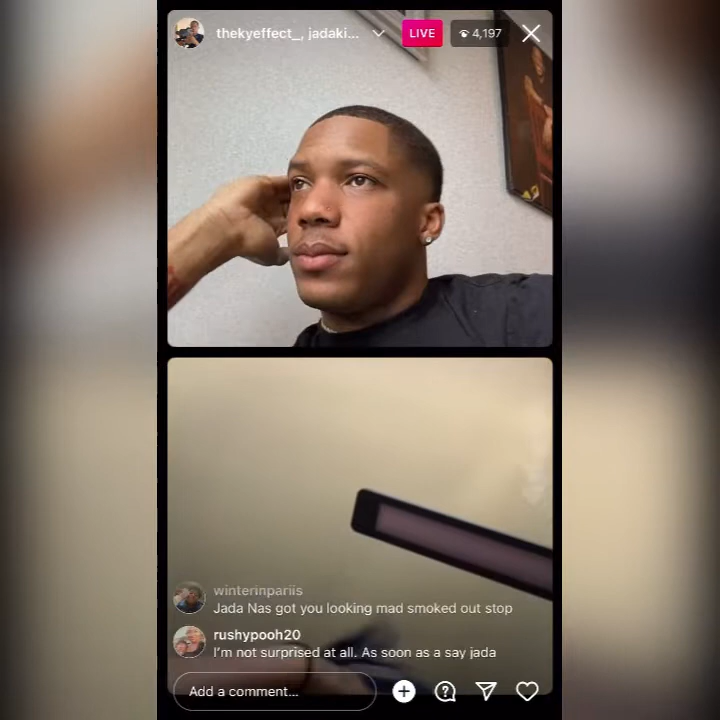 thekyeffect_, jadaki...
LIVE
4,197
winterinpariis
Jada Nas got you looking mad smoked out stop
rushypooh20
I'm not surprised at all. As soon as a say jada
Add a comment...